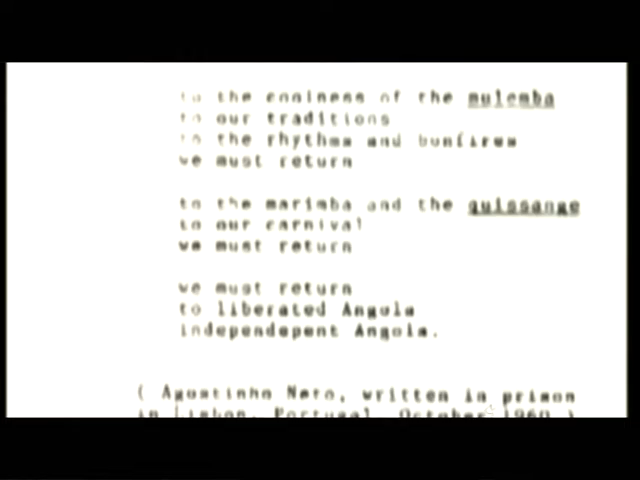 to the coolness of the mulemba
to our traditions
to the rhythms and bonfires
we must return
to the marimba and the quissange
to our carnival
we must return
we must return
to liberated Angola
independepent Angola.
( Agostinho Neto, written in prison
in Lisbon, Portugal, October 1960 )